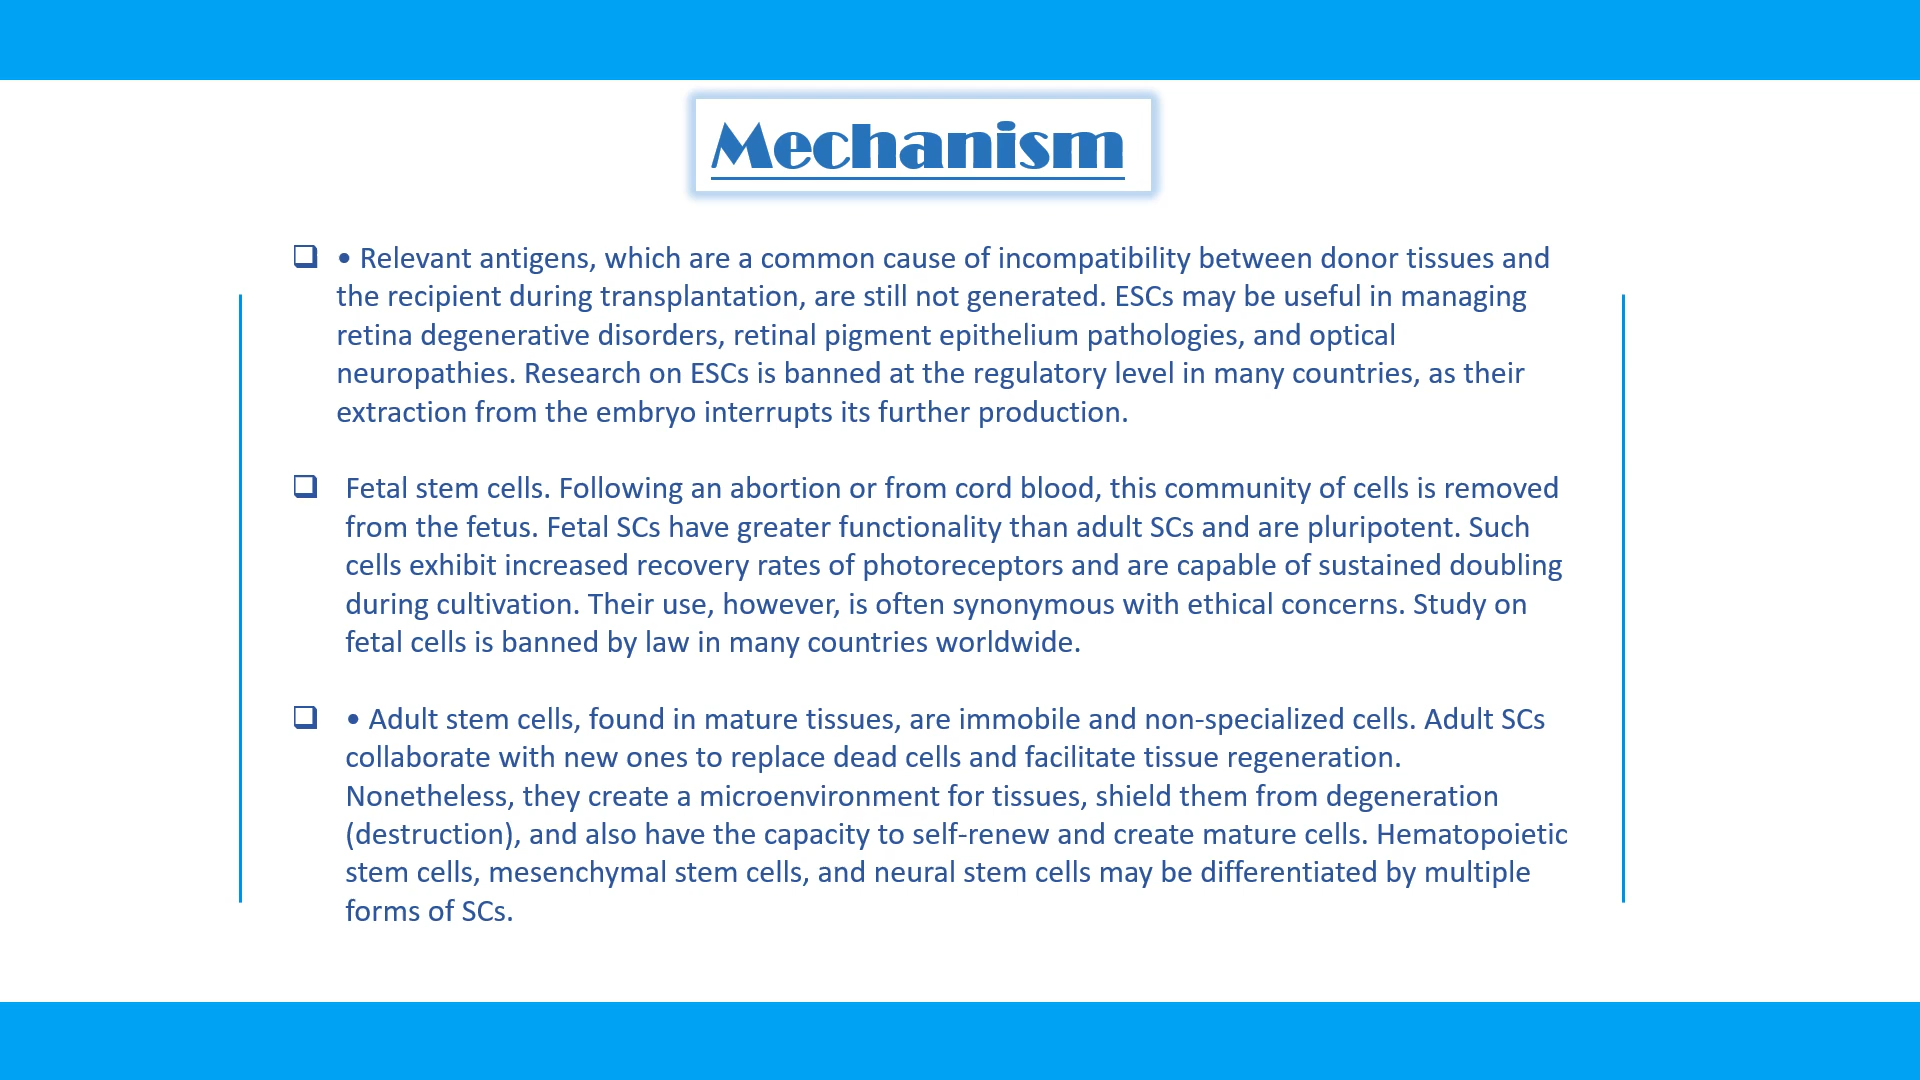 Mechanism
❑ • Relevant antigens, which are a common cause of incompatibility between donor tissues and
the recipient during transplantation, are still not generated. ESCs may be useful in managing
retina degenerative disorders, retinal pigment epithelium pathologies, and optical
neuropathies. Research on ESCs is banned at the regulatory level in many countries, as their
extraction from the embryo interrupts its further production.
❑ Fetal stem cells. Following an abortion or from cord blood, this community of cells is removed
from the fetus. Fetal SCs have greater functionality than adult SCs and are pluripotent. Such
cells exhibit increased recovery rates of photoreceptors and are capable of sustained doubling
during cultivation. Their use, however, is often synonymous with ethical concerns. Study on
fetal cells is banned by law in many countries worldwide.
❑ • Adult stem cells, found in mature tissues, are immobile and non-specialized cells. Adult SCs
collaborate with new ones to replace dead cells and facilitate tissue regeneration.
Nonetheless, they create a microenvironment for tissues, shield them from degeneration
(destruction), and also have the capacity to self-renew and create mature cells. Hematopoietic
stem cells, mesenchymal stem cells, and neural stem cells may be differentiated by multiple
forms of SCs.